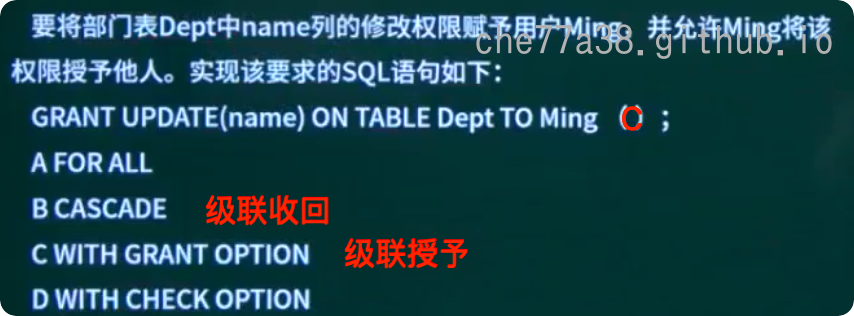 要将部门表Dept中name列的修改权限赋予用户Ming，并允许Ming将该
che77a38.github.io
权限授予他人。实现该要求的SQL语句如下：
GRANT UPDATE(name) ON TABLE Dept TO Ming （C）；
A FOR ALL
B CASCADE 级联收回
C WITH GRANT OPTION 级联授予
D WITH CHECK OPTION